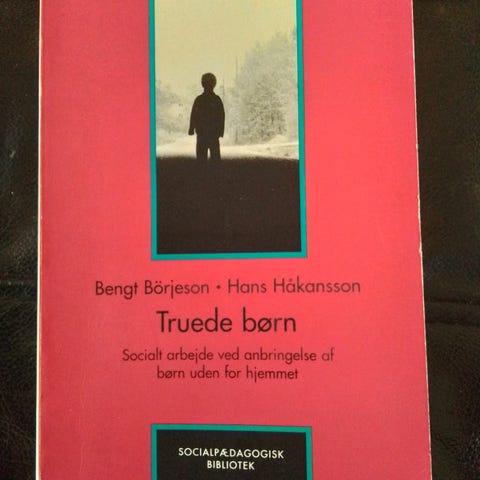 Bengt Börjeson • Hans Håkansson
Truede børn
Socialt arbejde ved anbringelse af
børn uden for hjemmet
SOCIALPÆDAGOGISK
BIBLIOTEK